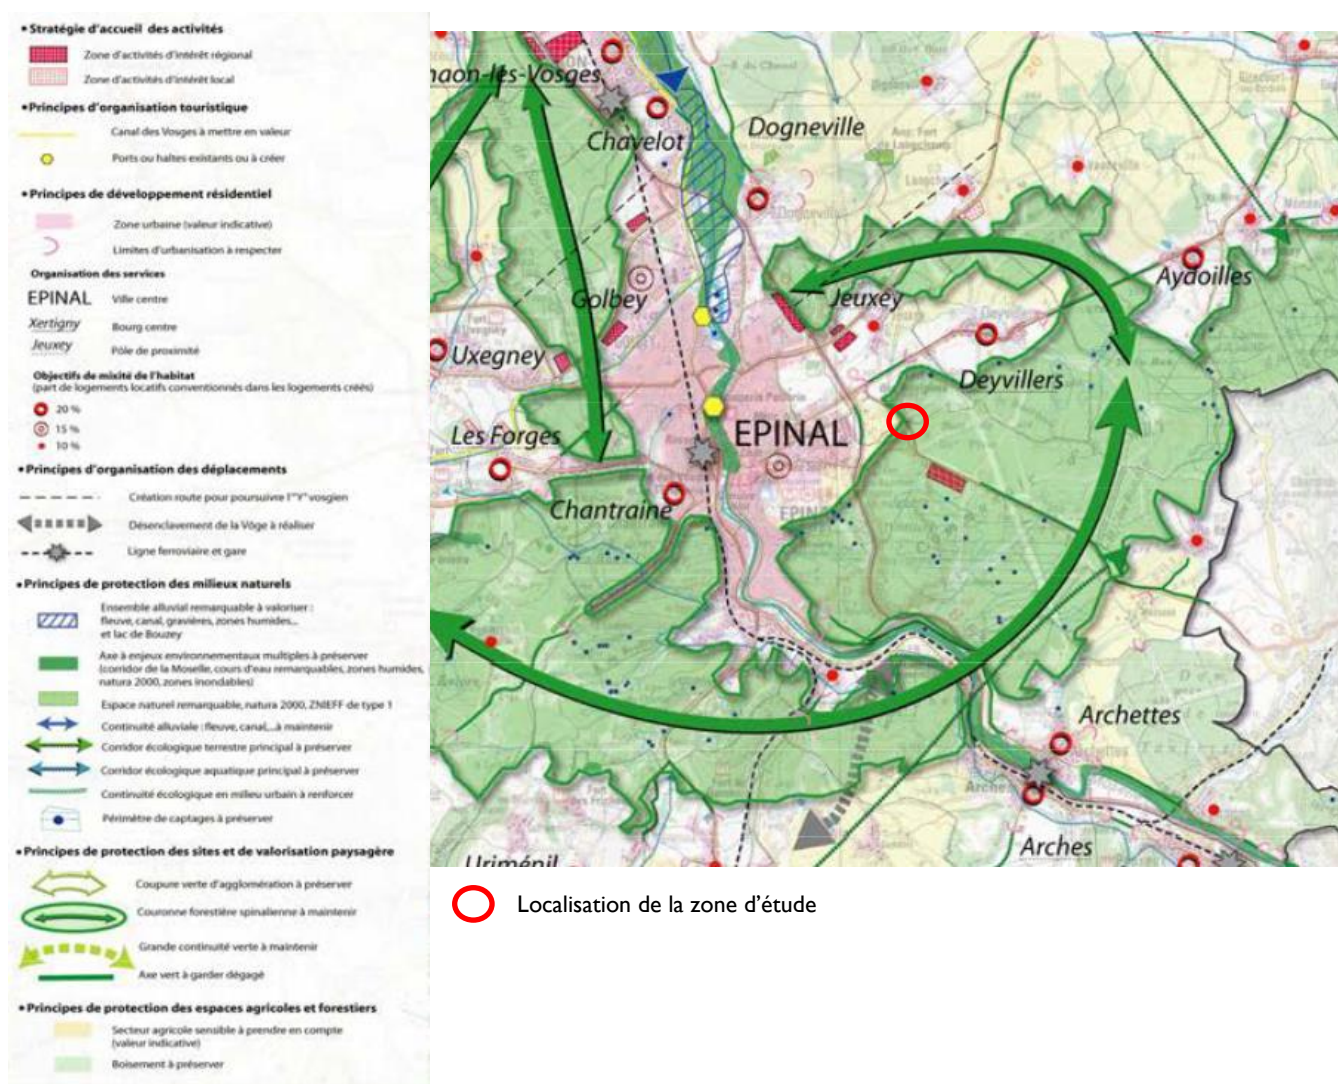 • Stratégie d'accueil des activités
Zone d'activités d'intérêt régional
Zone d'activités d'intérêt local
• Principes d'organisation touristique
Canal des Vosges à mettre en valeur
Ports ou haltes existants ou à créer
• Principes de développement résidentiel
Zone urbaine (valeur indicative)
Limites d'urbanisation à respecter
Organisation des services
EPINAL Ville centre
Xertigny Bourg centre
Jeuxey Pôle de proximité
Objectifs de mixité de l'habitat
(part de logements locatifs conventionnés dans les logements créés)
20 %
15 %
10 %
• Principes d'organisation des déplacements
Création route pour poursuivre l'"Y" vosgien
Désenclavement de la Vôge à réaliser
Ligne ferroviaire et gare
• Principes de protection des milieux naturels
Ensemble alluvial remarquable à valoriser :
fleuve, canal, gravières, zones humides...
et lac de Bouzey
Axe à enjeux environnementaux multiples à préserver
(corridor de la Moselle, cours d'eau remarquables, zones humides,
natura 2000, zones inondables)
Espace naturel remarquable, natura 2000, ZNIEFF de type 1
Continuité alluviale : fleuve, canal,...à maintenir
Corridor écologique terrestre principal à préserver
Corridor écologique aquatique principal à préserver
Continuité écologique en milieu urbain à renforcer
Périmètre de captages à préserver
• Principes de protection des sites et de valorisation paysagère
Coupure verte d'agglomération à préserver
Couronne forestière spinalienne à maintenir
Grande continuité verte à maintenir
Axe vert à garder dégagé
• Principes de protection des espaces agricoles et forestiers
Secteur agricole sensible à prendre en compte
(valeur indicative)
Boisement à préserver
haon-les-Vosges
Chavelot
Dogneville
Golbey
Jeuxey
Aydoilles
Uxegney
Deyvillers
Les Forges
EPINAL
Chantraine
Archettes
Arches
Uriménil
Localisation de la zone d'étude